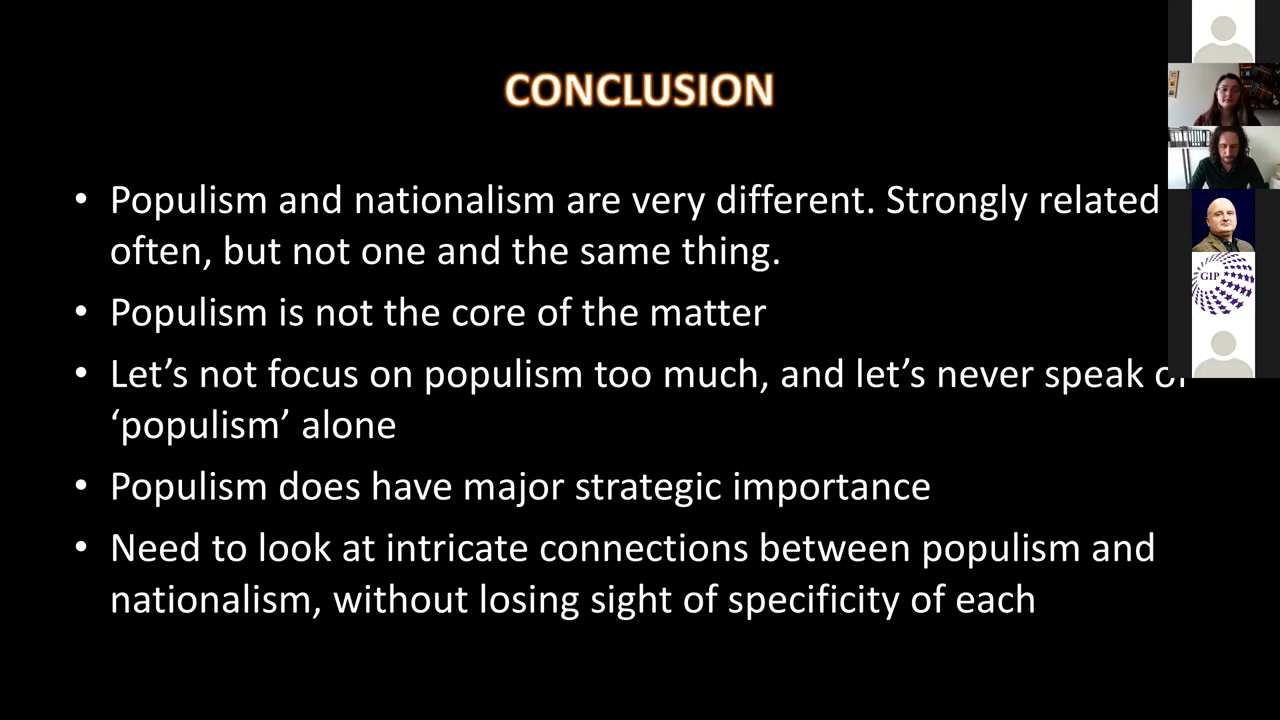 CONCLUSION
• Populism and nationalism are very different. Strongly related
often, but not one and the same thing.
• Populism is not the core of the matter
• Let’s not focus on populism too much, and let’s never speak of
‘populism’ alone
• Populism does have major strategic importance
• Need to look at intricate connections between populism and
nationalism, without losing sight of specificity of each
GIP